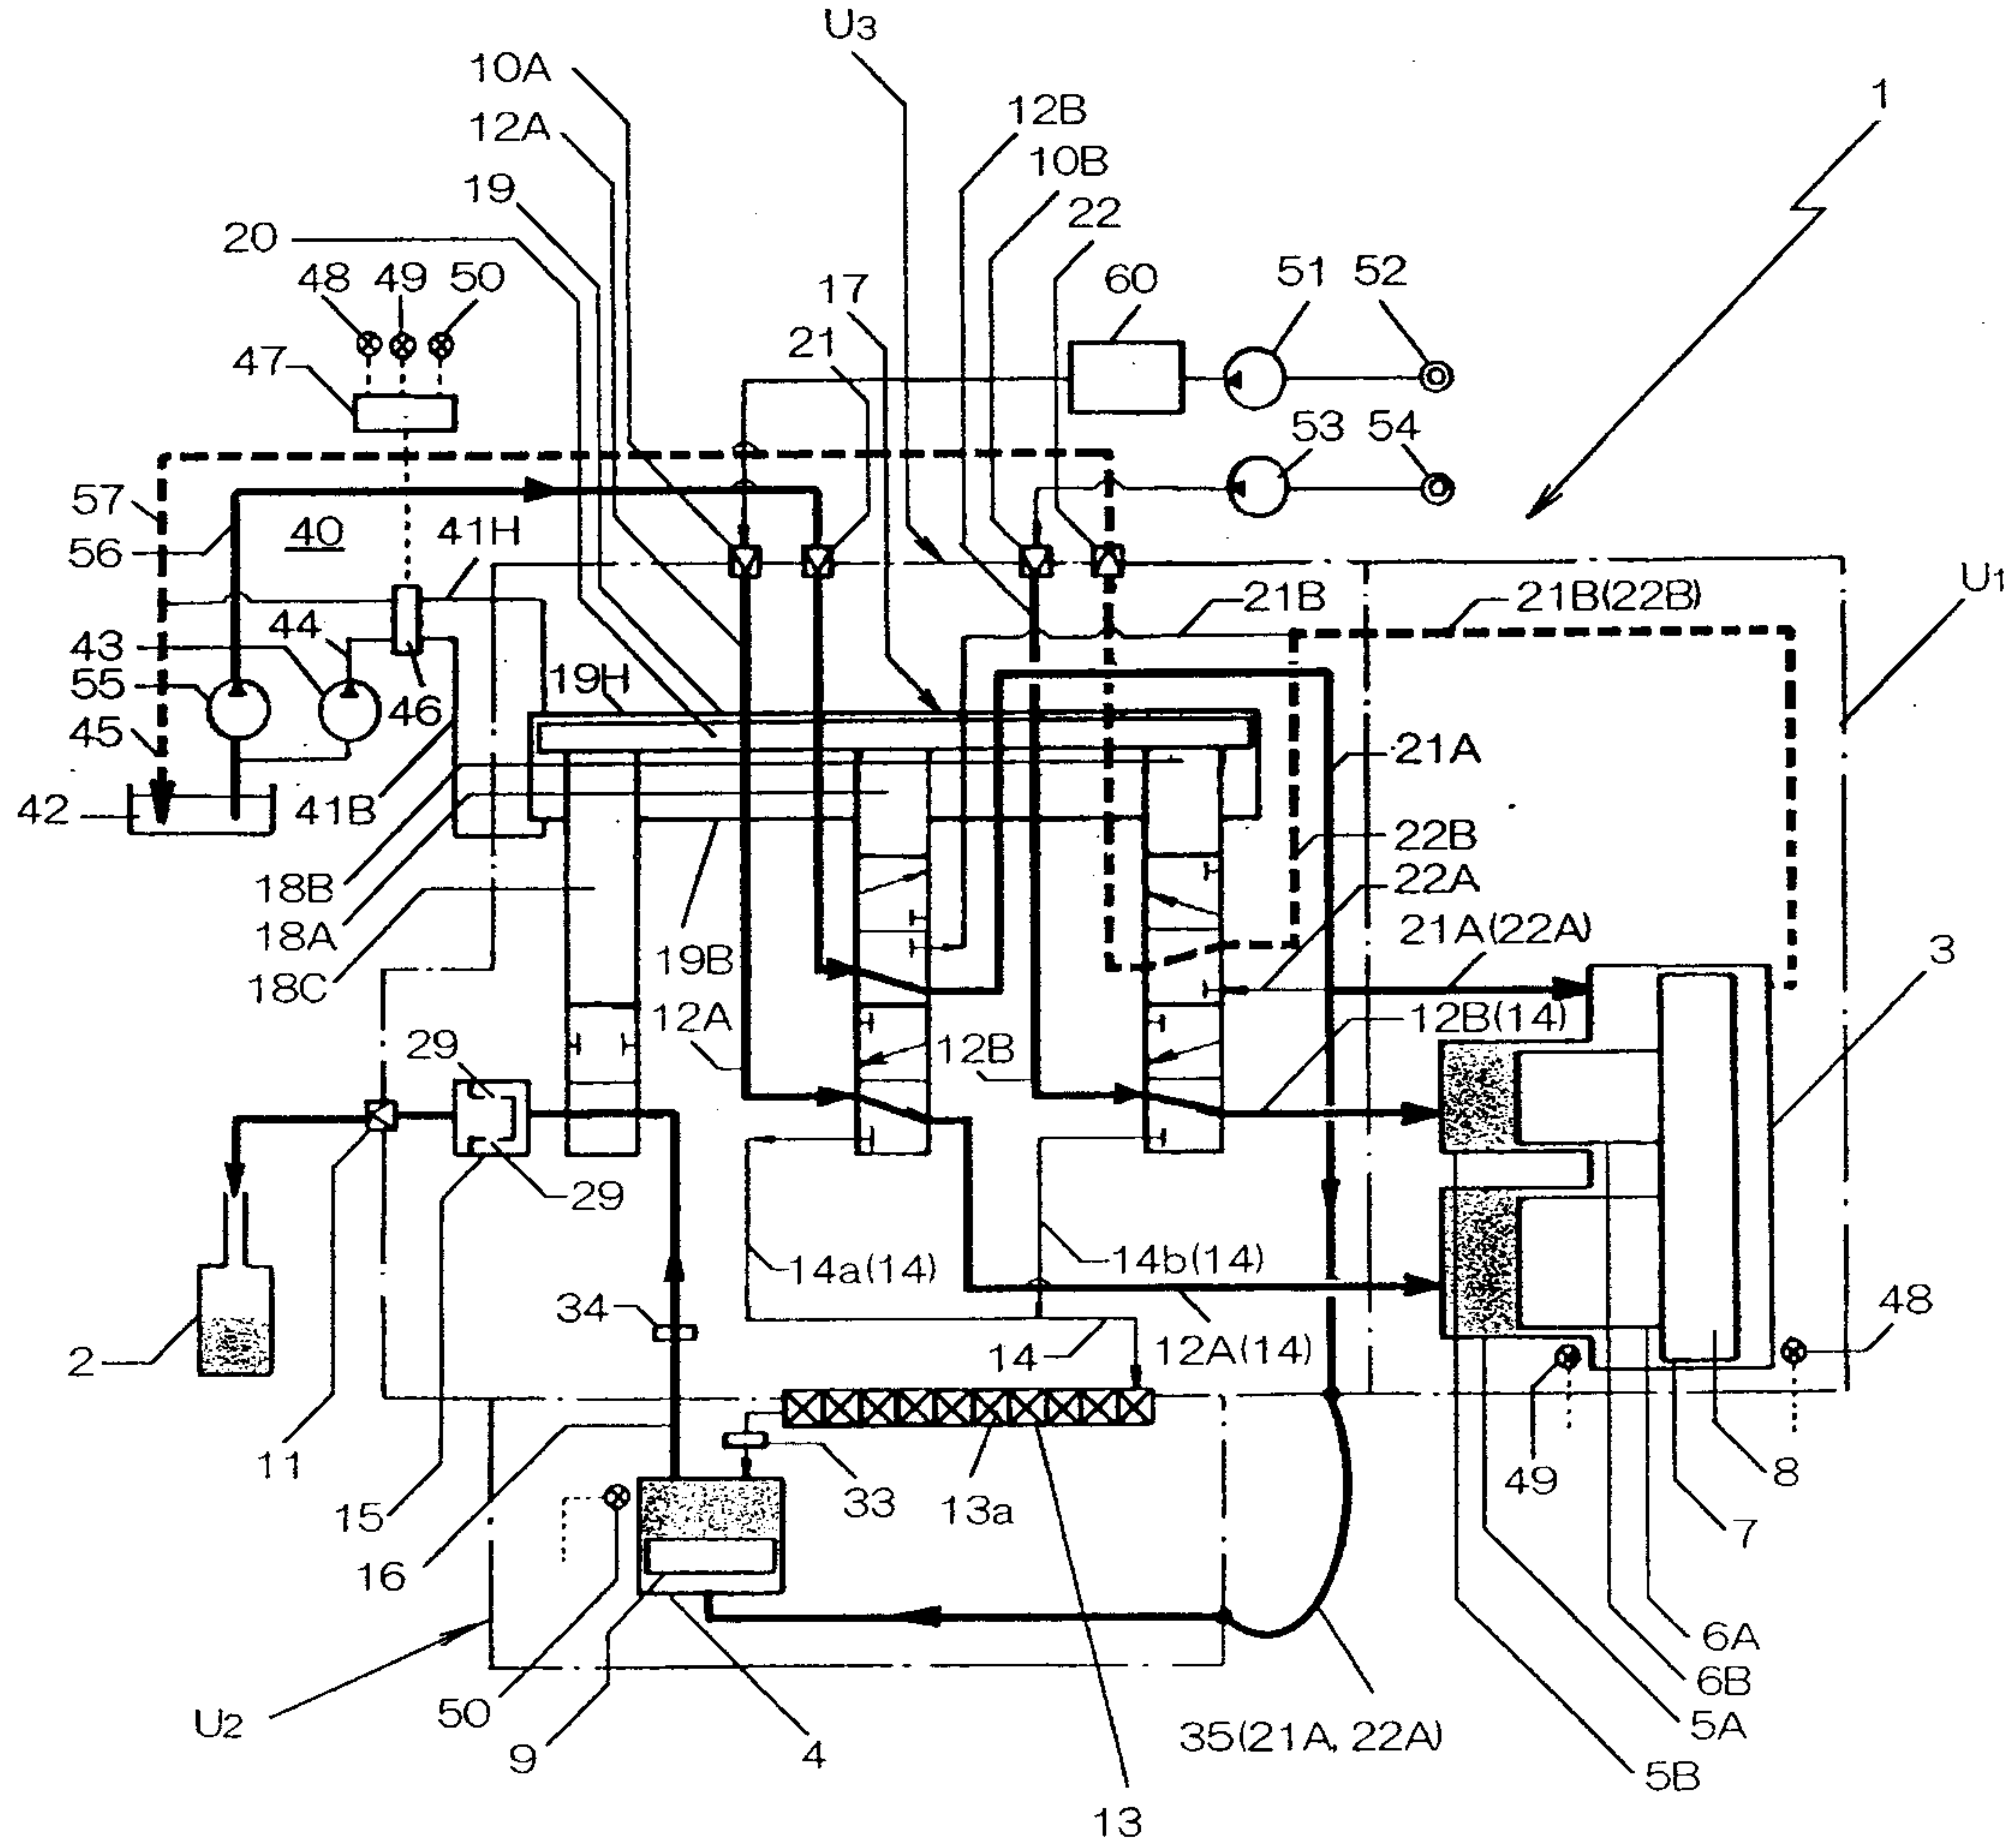 U3
10A
12A
12B
1
10B
19
22
20
48 49 50
17
60
51 52
21
47
53 54
57
40
41H
56
U1
21B
21B(22B)
44
43
55
19H
46
45
21A
42
41B
22B
18B
22A
18A
21A(22A)
19B
3
18C
12A
12B(14)
29
12B
29
14a(14)
14b(14)
34
48
2
14
12A(14)
11
49
8
15
33
13a
7
16
6A
6B
50
U2
5A
9
4
35(21A, 22A)
5B
13